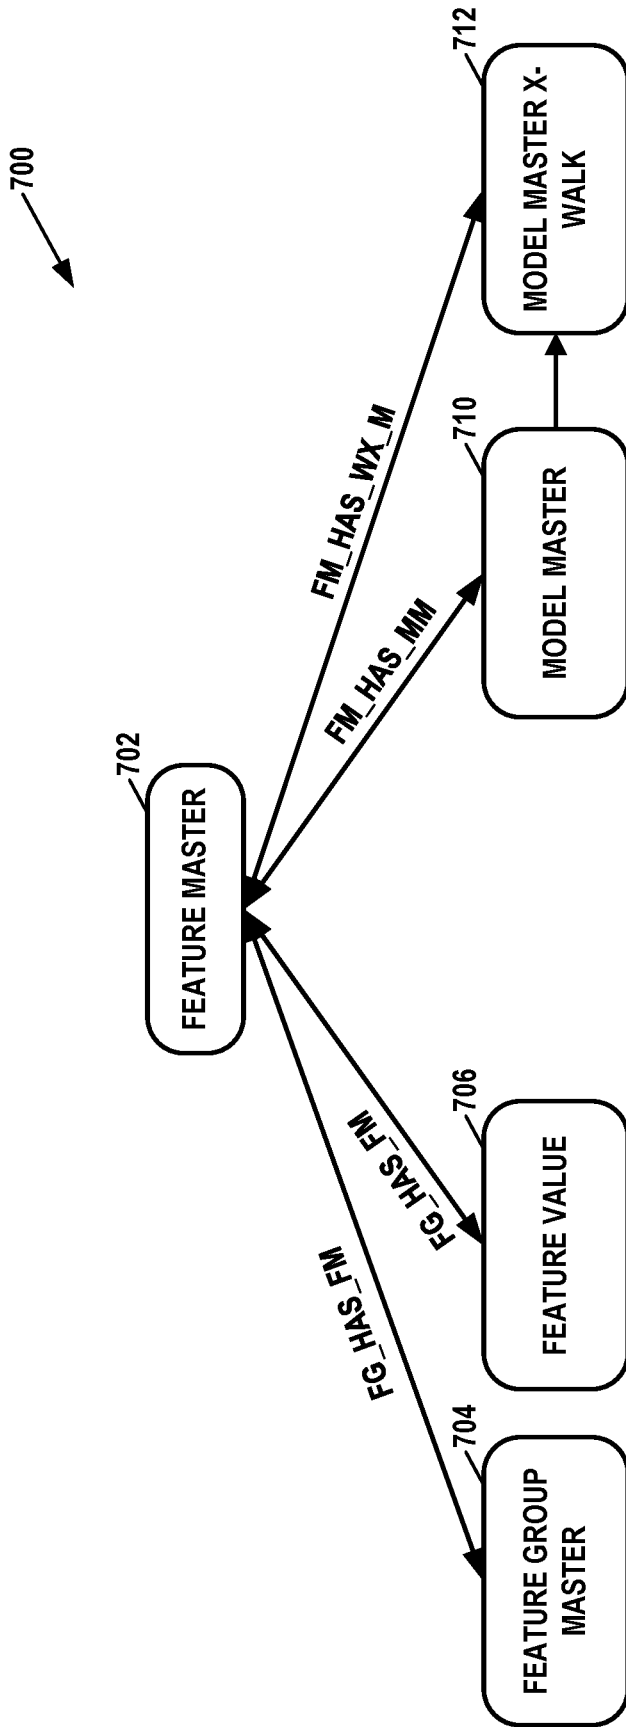 700
702
FEATURE MASTER
FG_HAS_FM
FG_HAS_FM
FM_HAS_MM
FM_HAS_WX_M
704
FEATURE GROUP
MASTER
706
FEATURE VALUE
710
MODEL MASTER
712
MODEL MASTER X-
WALK